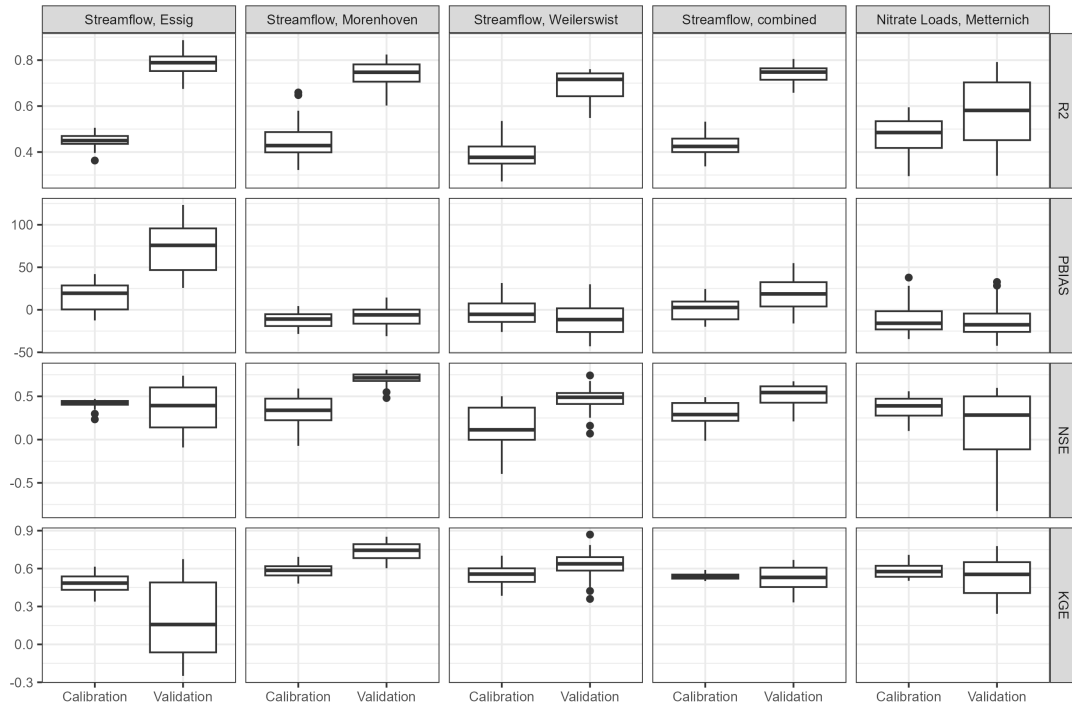 Streamflow, Essig
Streamflow, Morenhoven
Streamflow, Weilerswist
Streamflow, combined
Nitrate Loads, Metternich
0.8
0.6
0.4
R2
100
50
0
-50
PBIAS
0.5
0.0
-0.5
NSE
0.9
0.6
0.3
0.0
-0.3
KGE
Calibration Validation
Calibration Validation
Calibration Validation
Calibration Validation
Calibration Validation